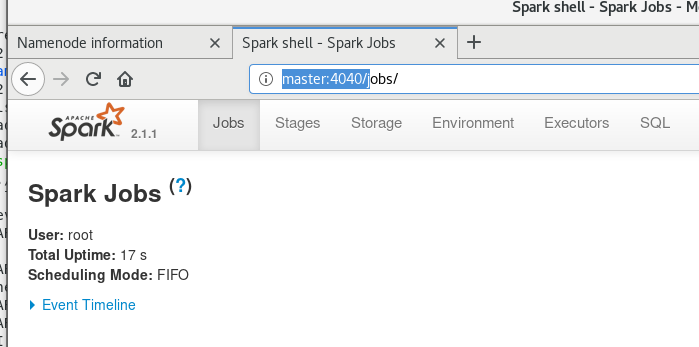 Spark shell - Spark Jobs - M
Namenode information
Spark shell - Spark Jobs
master:4040/jobs/
APACHE
Spark 2.1.1
Jobs Stages Storage Environment Executors SQL
Spark Jobs (?)
User: root
Total Uptime: 17 s
Scheduling Mode: FIFO
Event Timeline